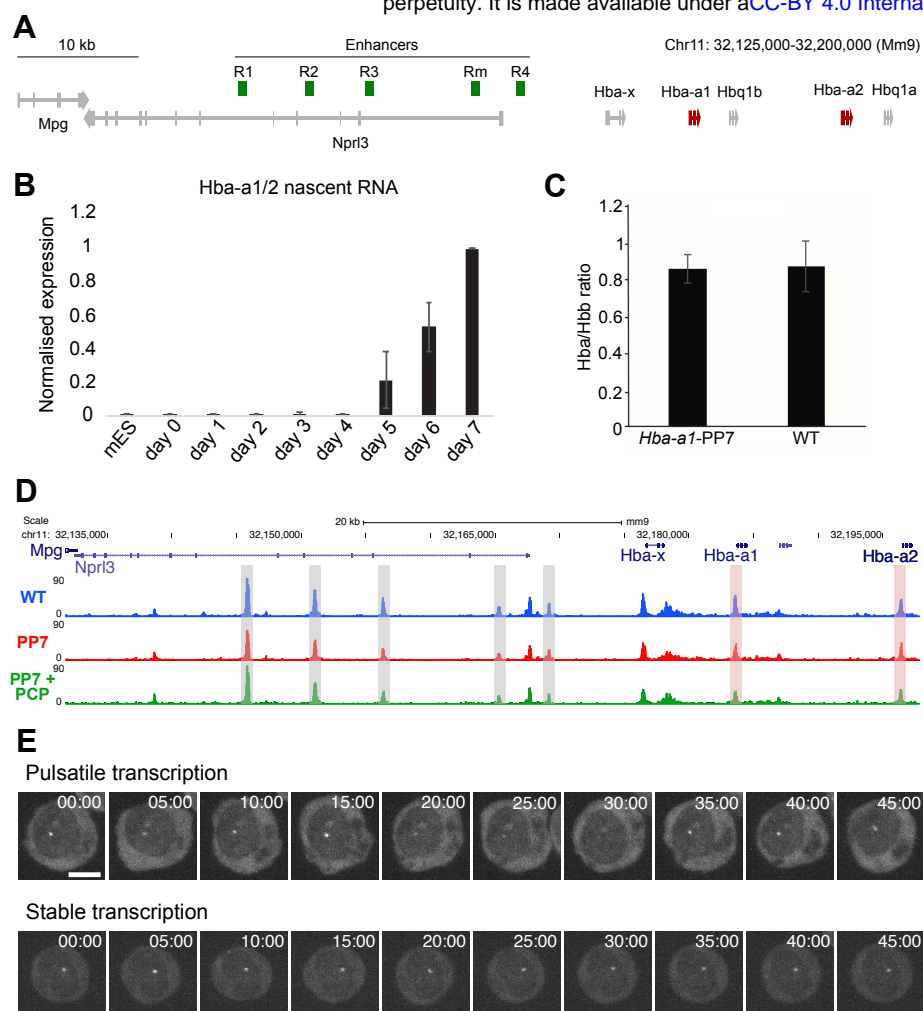 perpetuity. It is made available under aCC-BY 4.0 Interna
A
10 kb
Enhancers
Chr11: 32,125,000-32,200,000 (Mm9)
R1 R2 R3 Rm R4
Hba-x Hba-a1 Hbq1b Hba-a2 Hbq1a
Mpg
Nprl3
B
Hba-a1/2 nascent RNA
Normalised expression
1.2
1
0.8
0.6
0.4
0.2
0
mES day 0 day 1 day 2 day 3 day 4 day 5 day 6 day 7
C
Hba/Hbb ratio
1.2
1
0.8
0.6
0.4
0.2
0
Hba-a1-PP7 WT
D
Scale 20 kb mm9
chr11: 32,135,000 32,150,000 32,165,000 32,180,000 32,195,000
Mpg
Nprl3
Hba-x Hba-a1 Hba-a2
WT
90
0
PP7
90
0
PP7 +
PCP
90
0
E
Pulsatile transcription
00:00 05:00 10:00 15:00 20:00 25:00 30:00 35:00 40:00 45:00
Stable transcription
00:00 05:00 10:00 15:00 20:00 25:00 30:00 35:00 40:00 45:00